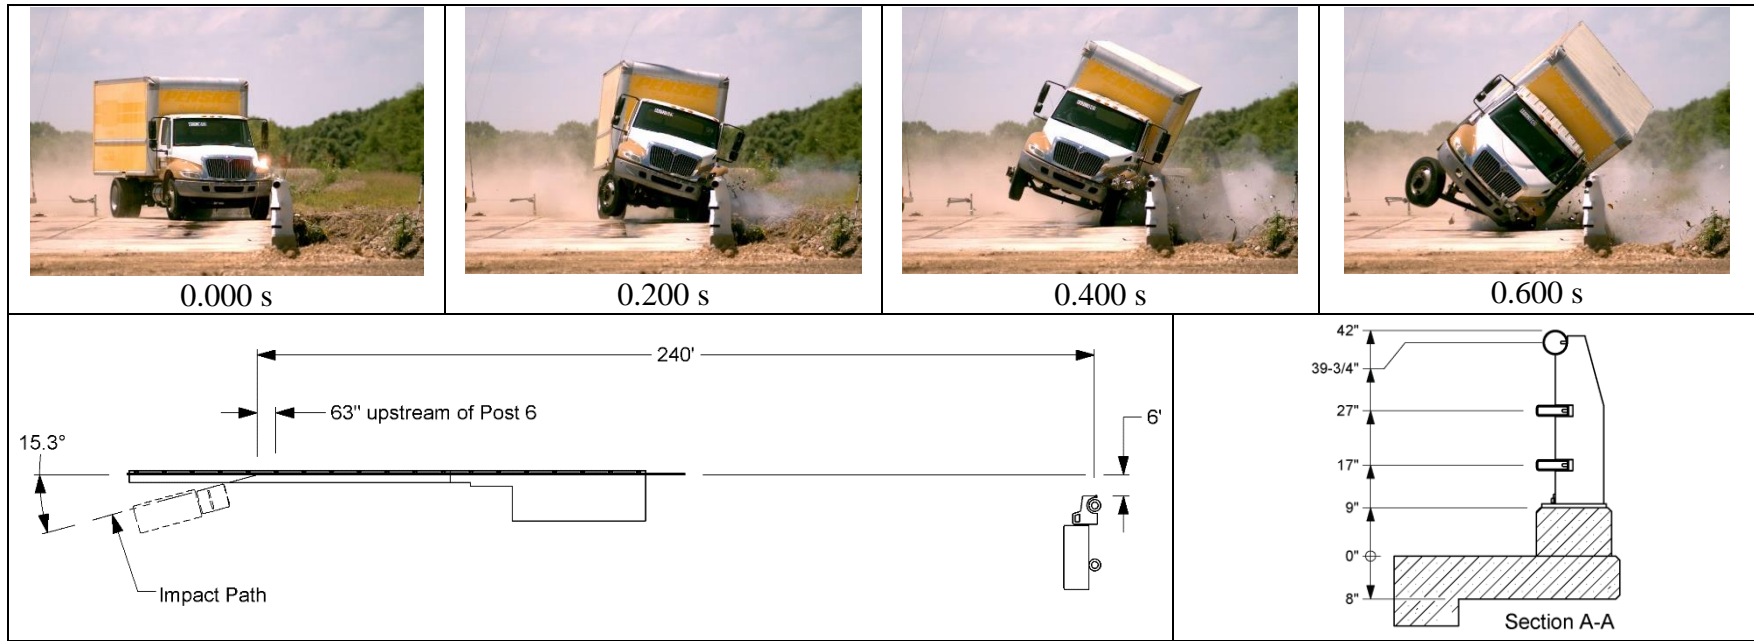 0.000 s
0.200 s
0.400 s
0.600 s
240'
63" upstream of Post 6
6'
15.3°
Impact Path
42"
39-3/4"
27"
17"
9"
0"
8"
Section A-A